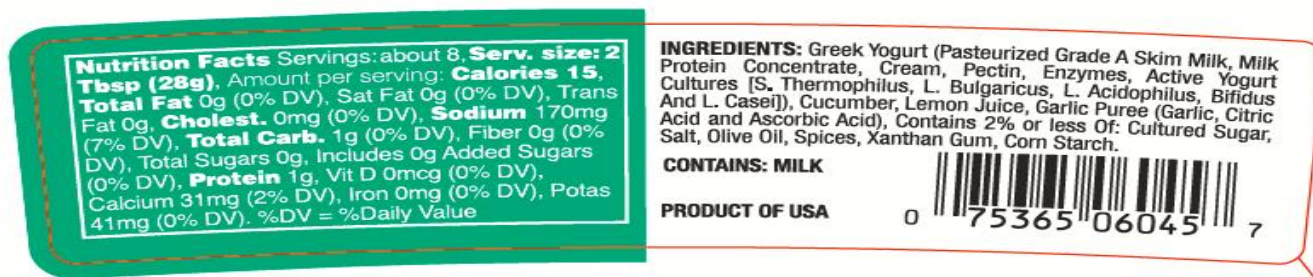 Nutrition Facts Servings: about 8, Serv. size: 2
Tbsp (28g), Amount per serving: Calories 15,
Total Fat 0g (0% DV), Sat Fat 0g (0% DV), Trans
Fat 0g, Cholest. 0mg (0% DV), Sodium 170mg
(7% DV), Total Carb. 1g (0% DV), Fiber 0g (0%
DV), Total Sugars 0g, Includes 0g Added Sugars
(0% DV), Protein 1g, Vit D 0mcg (0% DV),
Calcium 31mg (2% DV), Iron 0mg (0% DV), Potas
41mg (0% DV). %DV = %Daily Value
INGREDIENTS: Greek Yogurt (Pasteurized Grade A Skim Milk, Milk
Protein Concentrate, Cream, Pectin, Enzymes, Active Yogurt
Cultures [S. Thermophilus, L. Bulgaricus, L. Acidophilus, Bifidus
And L. Casei]), Cucumber, Lemon Juice, Garlic Puree (Garlic, Citric
Acid and Ascorbic Acid), Contains 2% or less Of: Cultured Sugar,
Salt, Olive Oil, Spices, Xanthan Gum, Corn Starch.
CONTAINS: MILK
PRODUCT OF USA
0 75365 06045 7